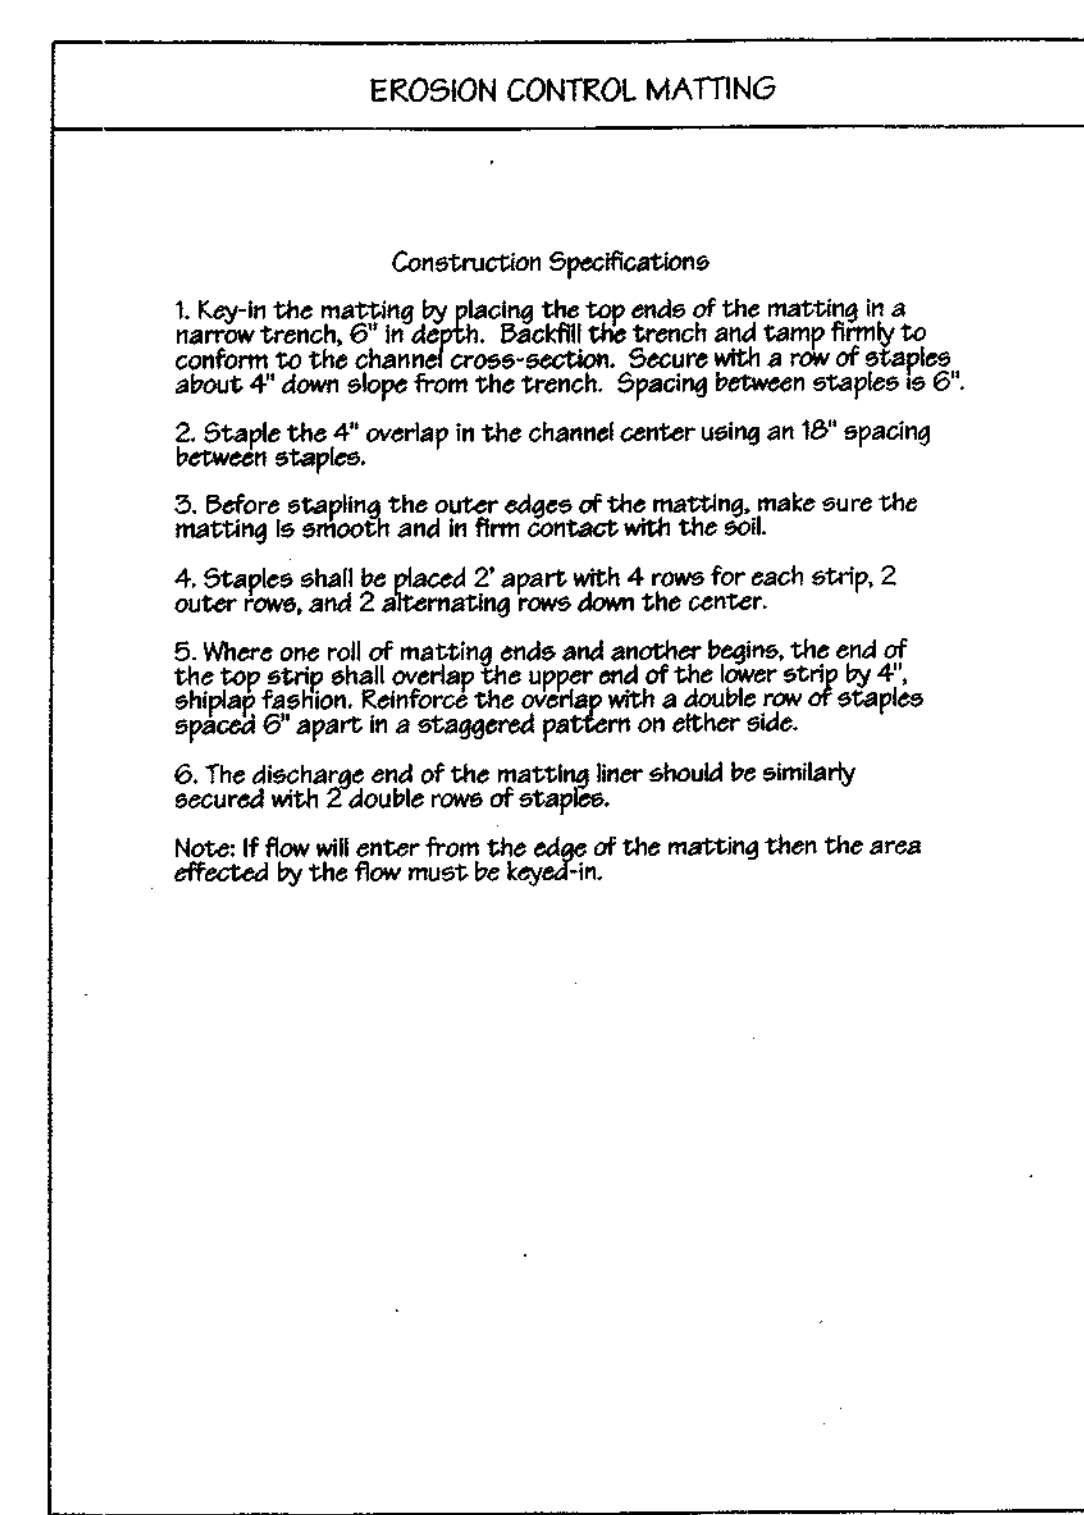 EROSION CONTROL MATTING
Construction Specifications
1. Key-in the matting by placing the top ends of the matting in a
narrow trench, 6" in depth. Backfill the trench and tamp firmly to
conform to the channel cross-section. Secure with a row of staples
about 4" down slope from the trench. Spacing between staples is 6".
2. Staple the 4" overlap in the channel center using an 18" spacing
between staples.
3. Before stapling the outer edges of the matting, make sure the
matting is smooth and in firm contact with the soil.
4. Staples shall be placed 2' apart with 4 rows for each strip, 2
outer rows, and 2 alternating rows down the center.
5. Where one roll of matting ends and another begins, the end of
the top strip shall overlap the upper end of the lower strip by 4",
shiplap fashion. Reinforce the overlap with a double row of staples
spaced 6" apart in a staggered pattern on either side.
6. The discharge end of the matting liner should be similarly
secured with 2 double rows of staples.
Note: If flow will enter from the edge of the matting then the area
effected by the flow must be keyed-in.